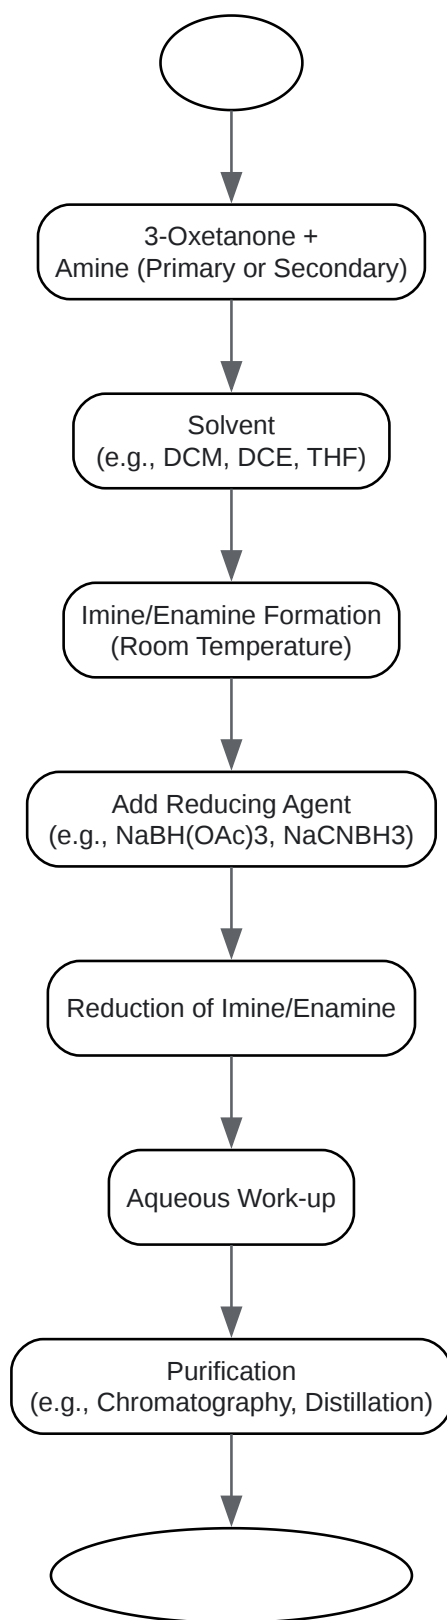 3-Oxetanone +
Amine (Primary or Secondary)
Solvent
(e.g., DCM, DCE, THF)
Imine/Enamine Formation
(Room Temperature)
Add Reducing Agent
(e.g., NaBH(OAc)3, NaCNBH3)
Reduction of Imine/Enamine
Aqueous Work-up
Purification
(e.g., Chromatography, Distillation)